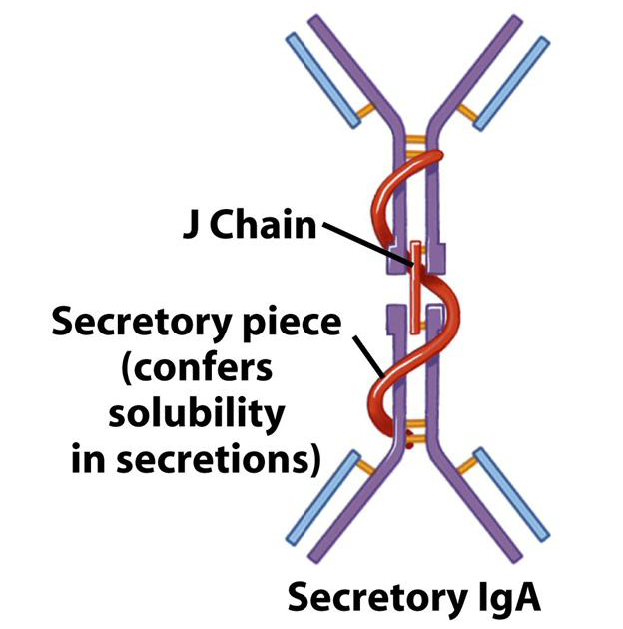 J Chain
Secretory piece
(confers
solubility
in secretions)
Secretory IgA